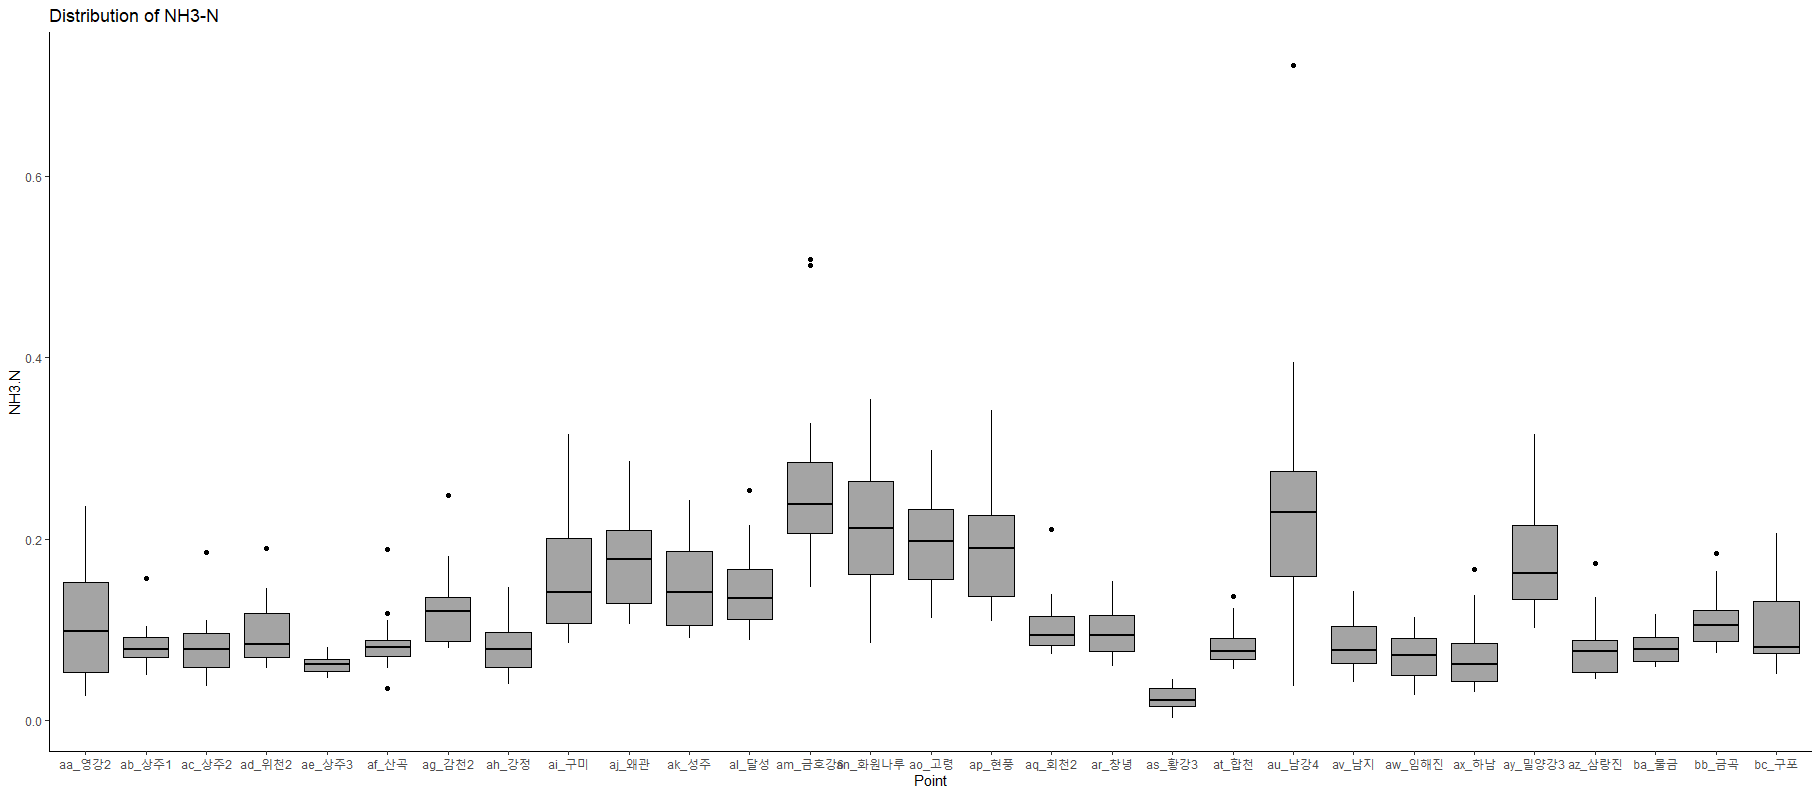 Distribution of NH3-N
NH3.N
0.6
0.4
0.2
0.0
aa_영강2 ab_상주1 ac_상주2 ad_위천2 ae_상주3 af_산곡 ag_감천2 ah_강정 ai_구미 aj_왜관 ak_성주 al_달성 am_금호강6 an_화원나루 ao_고령 ap_현풍 aq_회천2 ar_창녕 as_황강3 at_합천 au_남강4 av_남지 aw_임해진 ax_하남 ay_밀양강3 az_삼랑진 ba_물금 bb_금곡 bc_구포
Point